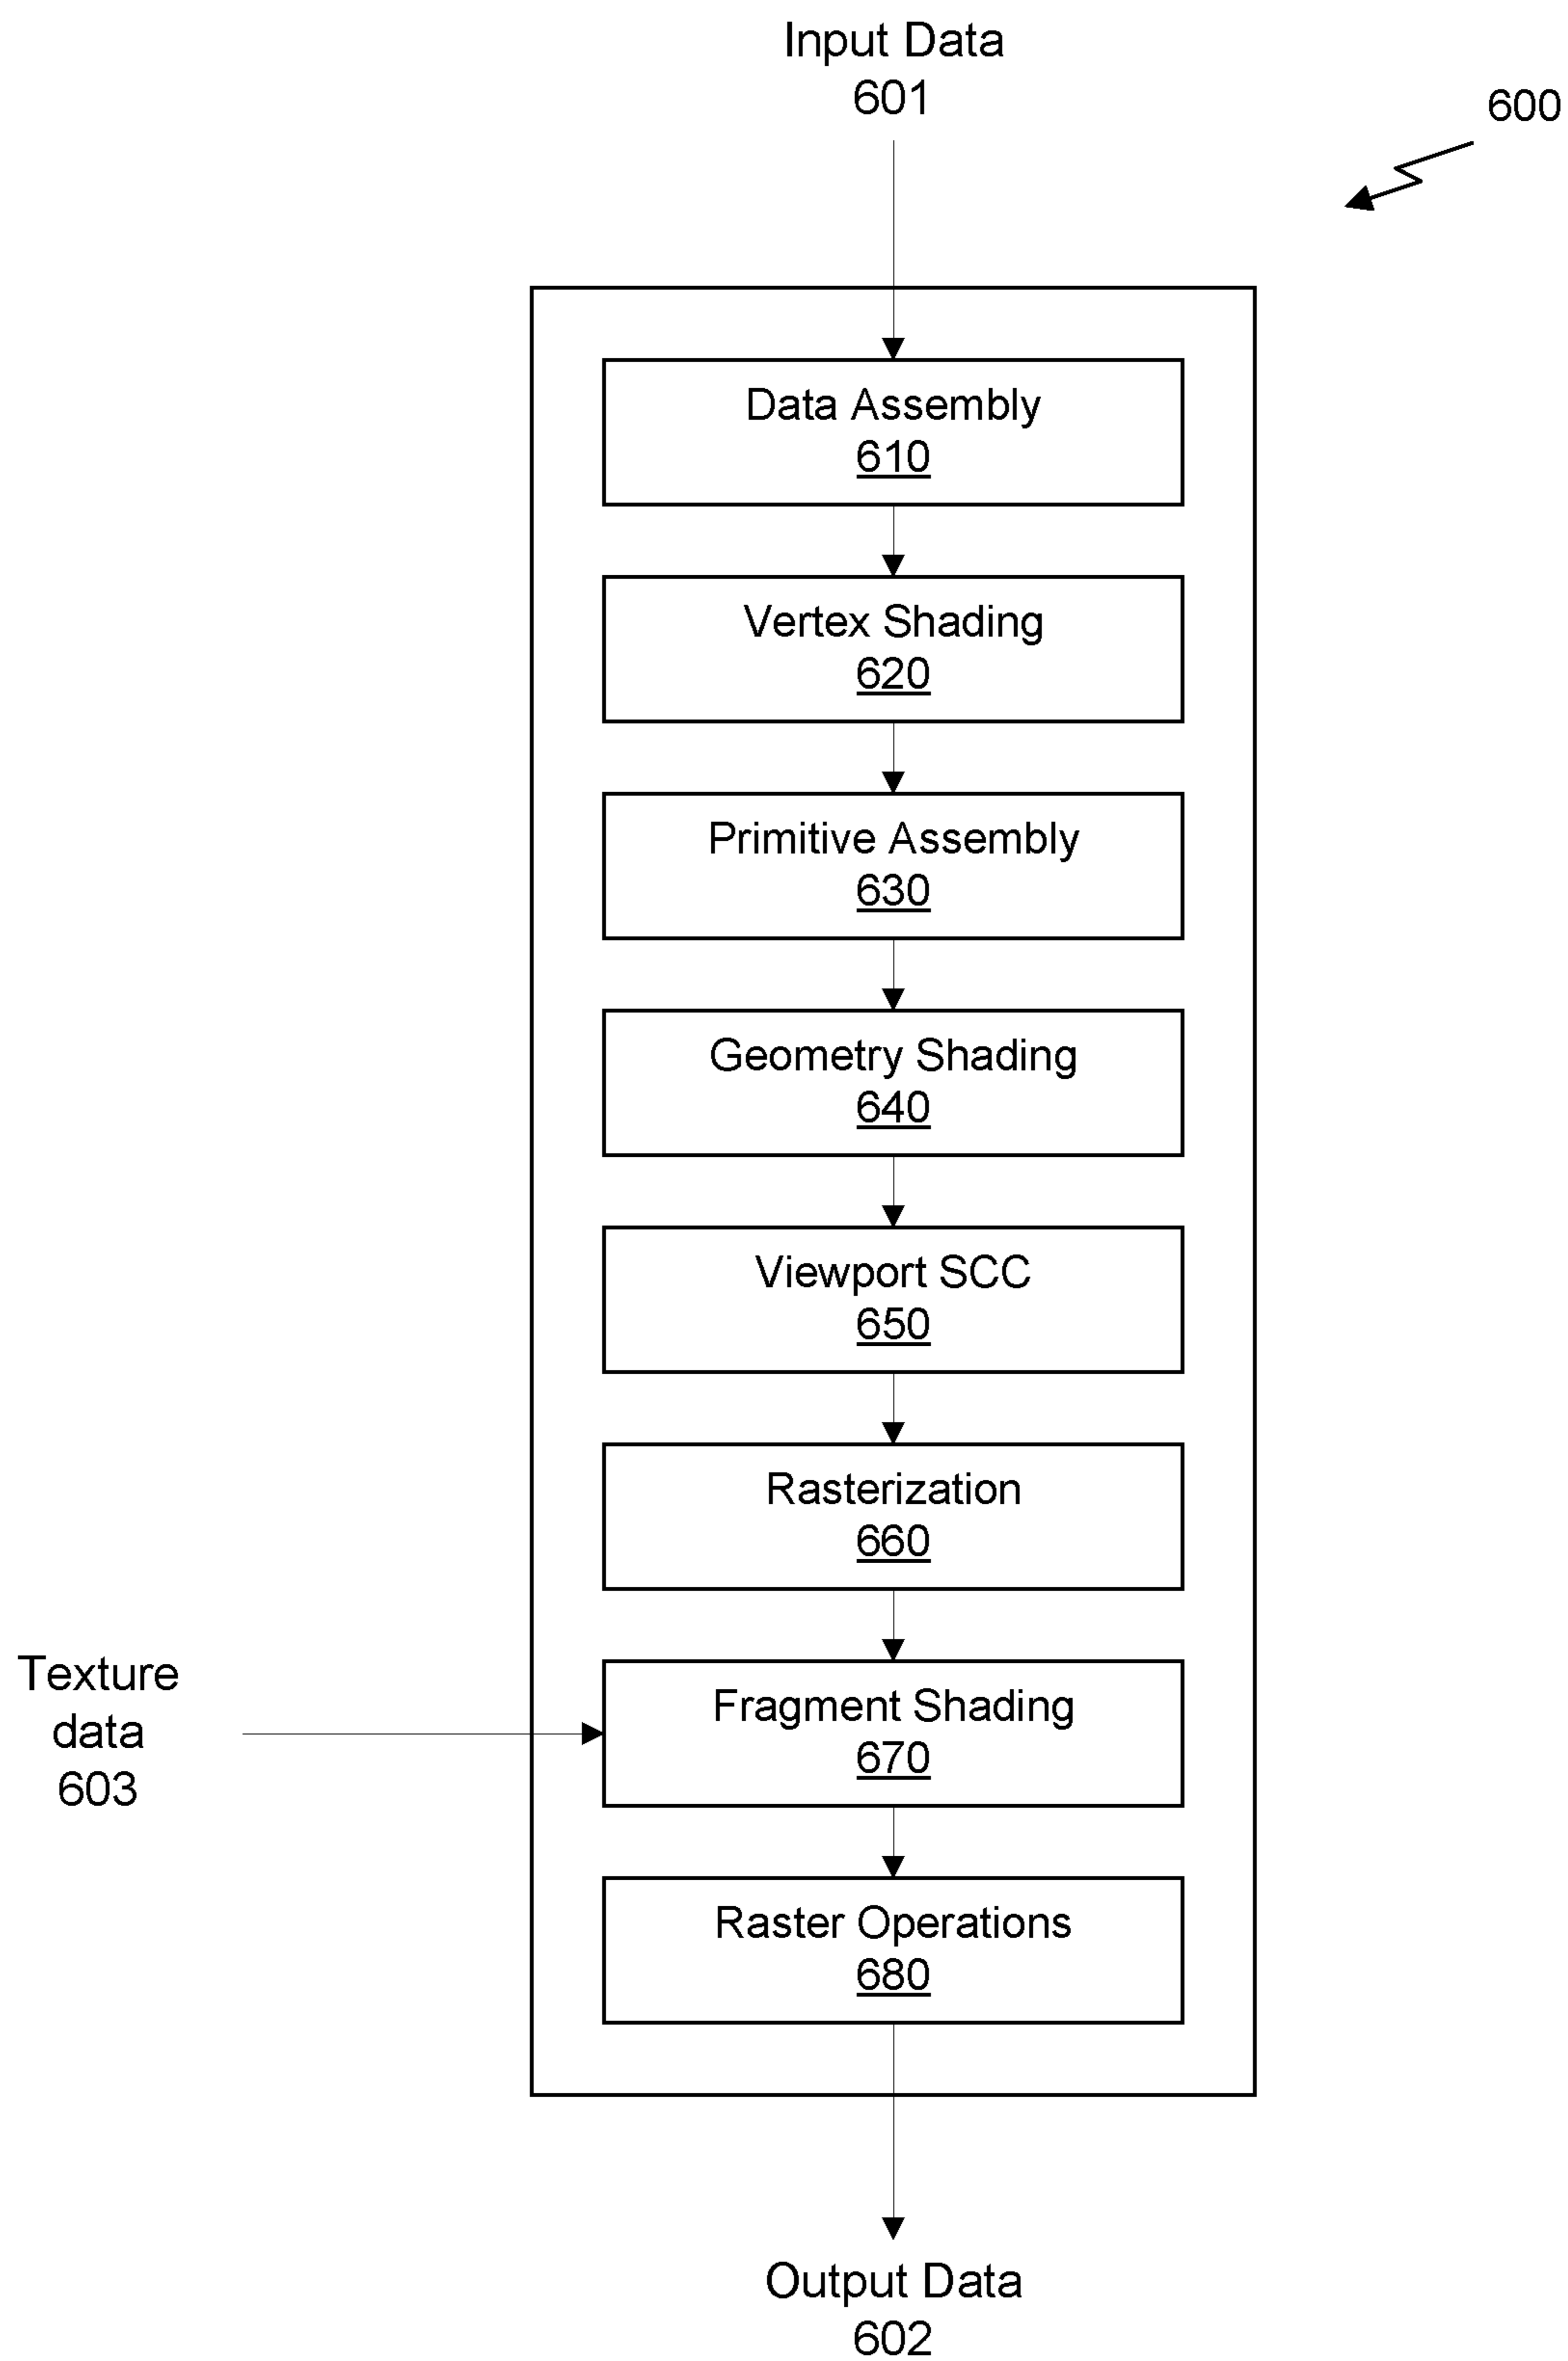 Input Data
601
600
Data Assembly
610
Vertex Shading
620
Primitive Assembly
630
Geometry Shading
640
Viewport SCC
650
Rasterization
660
Texture
data
603
Fragment Shading
670
Raster Operations
680
Output Data
602